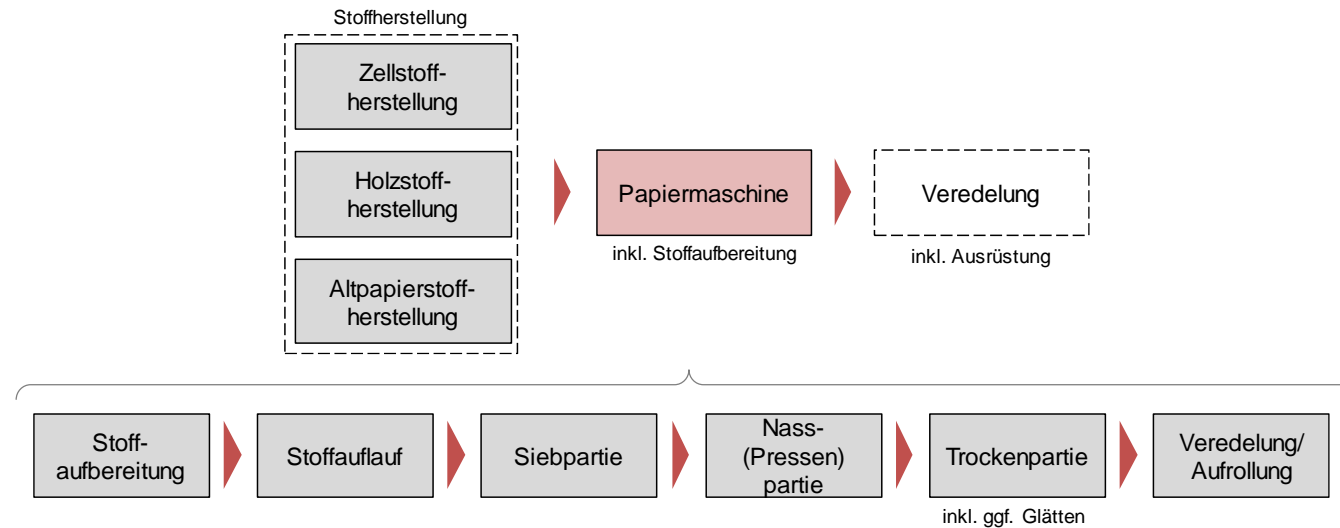 Stoffherstellung
Zellstoff-
herstellung
Holzstoff-
herstellung
Altpapierstoff-
herstellung
Papiermaschine
inkl. Stoffaufbereitung
Veredelung
inkl. Ausrüstung
Stoff-
aufbereitung
Stoffauflauf
Siebpartie
Nass-
(Pressen)
partie
Trockenpartie
inkl. ggf. Glätten
Veredelung/
Aufrollung